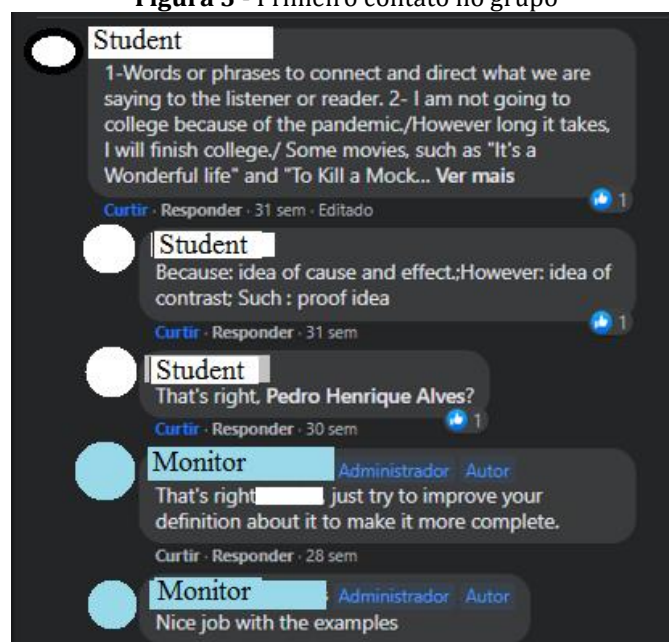 Figura 3 - Primeiro contato no grupo
Student
1-Words or phrases to connect and direct what we are
saying to the listener or reader. 2- I am not going to
college because of the pandemic./However long it takes,
I will finish college./ Some movies, such as "It's a
Wonderful life" and "To Kill a Mock... Ver mais
1
Curtir · Responder · 31 sem · Editado
Student
Because: idea of cause and effect.;However: idea of
contrast; Such : proof idea
1
Curtir · Responder · 31 sem
Student
That's right, Pedro Henrique Alves?
1
Curtir · Responder · 30 sem
Monitor Administrador Autor
That's right , just try to improve your
definition about it to make it more complete.
Curtir · Responder · 28 sem
Monitor Administrador Autor
Nice job with the examples